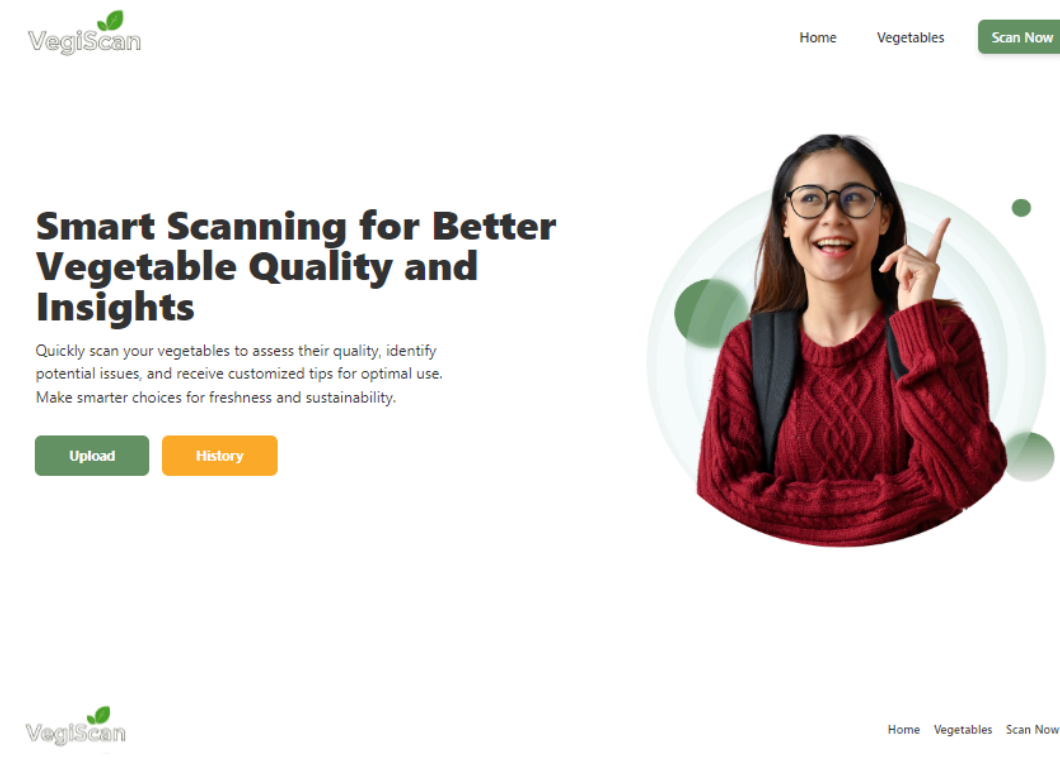 VegiScan
Home Vegetables Scan Now
Smart Scanning for Better
Vegetable Quality and
Insights
Quickly scan your vegetables to assess their quality, identify
potential issues, and receive customized tips for optimal use.
Make smarter choices for freshness and sustainability.
Upload History
VegiScan
Home Vegetables Scan Now